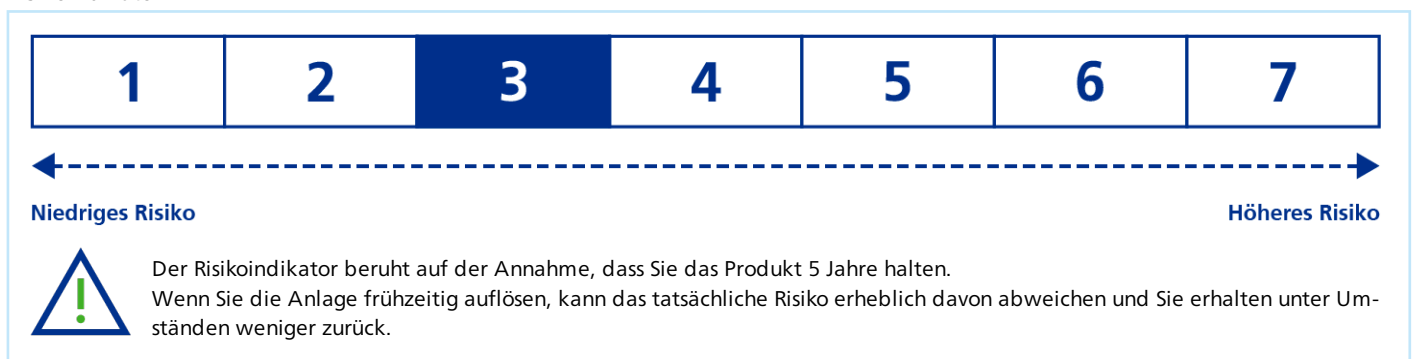 1 2 3 4 5 6 7
Niedriges Risiko Höheres Risiko
Der Risikoindikator beruht auf der Annahme, dass Sie das Produkt 5 Jahre halten.
Wenn Sie die Anlage frühzeitig auflösen, kann das tatsächliche Risiko erheblich davon abweichen und Sie erhalten unter Um-
ständen weniger zurück.